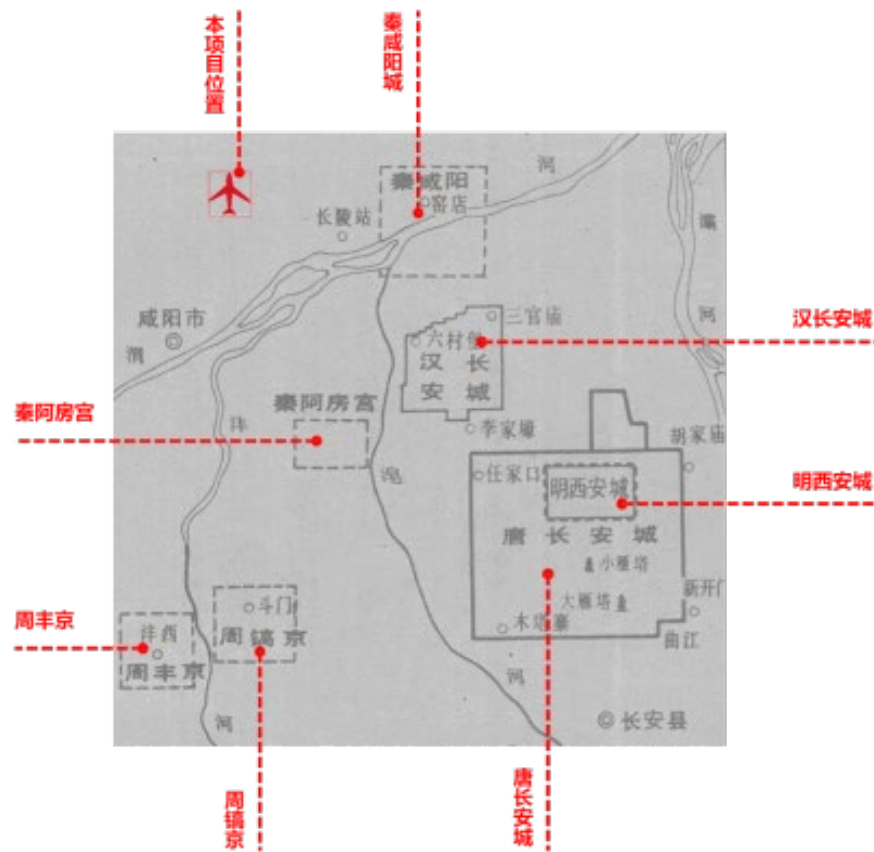 本项目位置
秦咸阳城
秦咸阳
窑店
河
灞
长陵站
咸阳市
三官庙
河
汉长安城
渭
六村堡
汉长
安城
秦阿房宫
秦阿房宫
沣
李家壕
胡家庙
皂
任家口
明西安城
明西安城
唐长安城
小雁塔
新开门
斗门
大雁塔
周丰京
沣西
周镐京
木塔寨
曲江
周丰京
河
河
长安县
周镐京
唐长安城